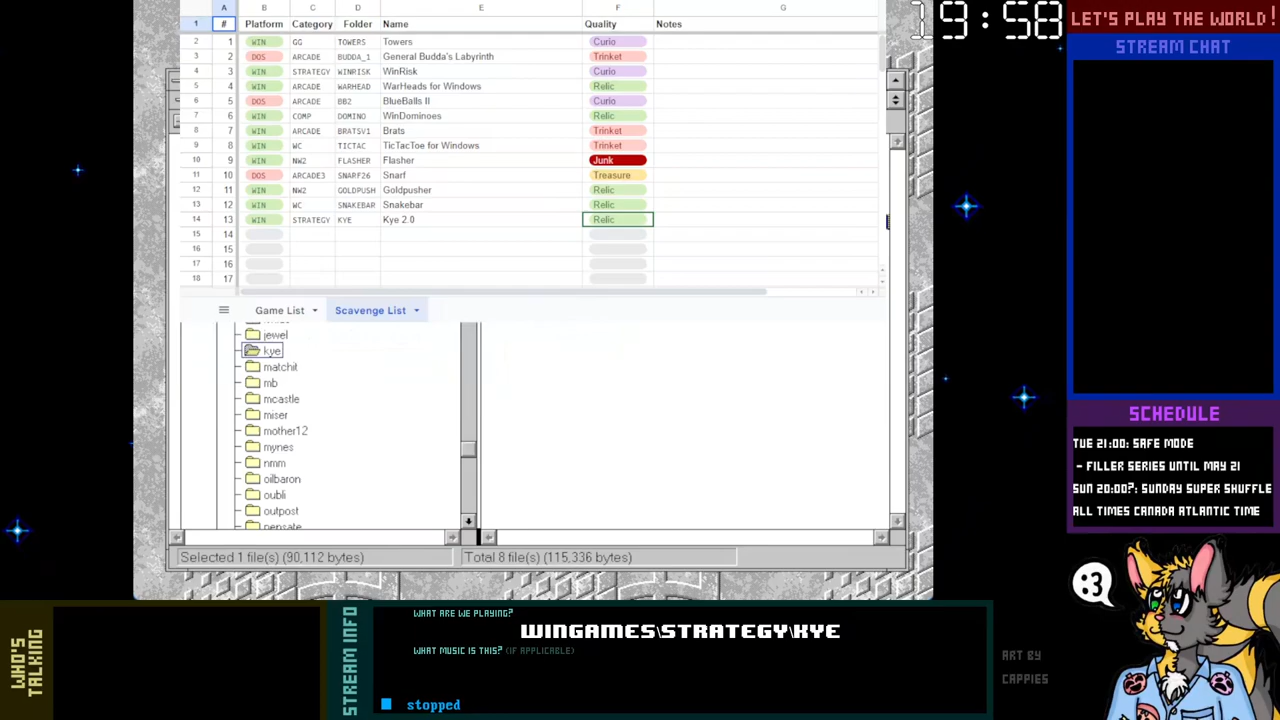 A B C D E F G
1 # Platform Category Folder Name Quality Notes
2 1 WIN GG TOWERS Towers Curio
3 2 DOS ARCADE BUDDA_1 General Budda's Labyrinth Trinket
4 3 WIN STRATEGY WINRISK WinRisk Curio
5 4 WIN ARCADE WARHEAD WarHeads for Windows Relic
6 5 DOS ARCADE BB2 BlueBalls II Curio
7 6 WIN COMP DOMINO WinDominoes Relic
8 7 WIN ARCADE BRATSV1 Brats Trinket
9 8 WIN WC TICTAC TicTacToe for Windows Trinket
10 9 WIN NW2 FLASHER Flasher Junk
11 10 DOS ARCADE3 SNARF26 Snarf Treasure
12 11 WIN NW2 GOLDPUSH Goldpusher Relic
13 12 WIN WC SNAKEBAR Snakebar Relic
14 13 WIN STRATEGY KYE Kye 2.0 Relic
15 14
16 15
17 16
18 17
Game List Scavenge List
jewel
kye
matchit
mb
mcastle
miser
mother12
mynes
nmm
oilbaron
oubli
outpost
pensate
Selected 1 file(s) (90,112 bytes) Total 8 file(s) (115,336 bytes)
19:58
LET'S PLAY THE WORLD!
STREAM CHAT
SCHEDULE
TUE 21:00: SAFE MODE
- FILLER SERIES UNTIL MAY 21
SUN 20:00?: SUNDAY SUPER SHUFFLE
ALL TIMES CANADA ATLANTIC TIME
:3
WHO'S
TALKING
STREAM INFO
WHAT ARE WE PLAYING?
WINGAMES\STRATEGY\KYE
WHAT MUSIC IS THIS? (IF APPLICABLE)
stopped
ART BY
CAPPIES